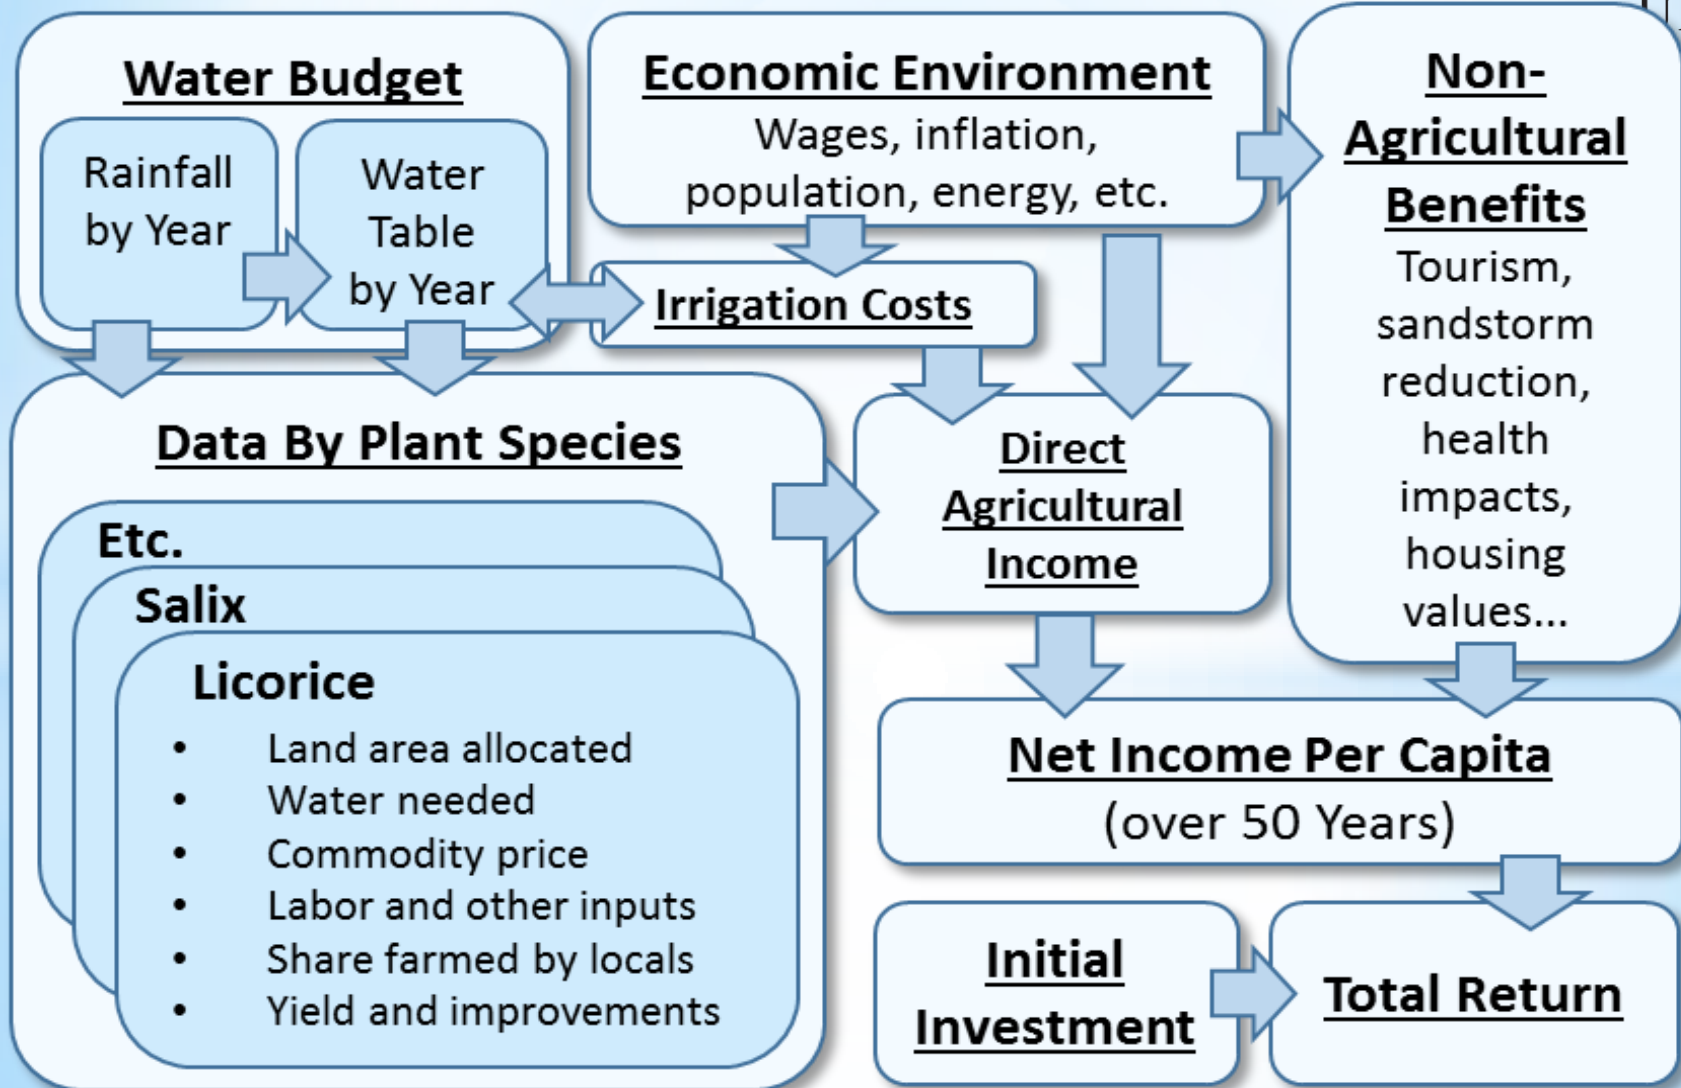 Water Budget
Rainfall
by Year
Water
Table
by Year
Economic Environment
Wages, inflation,
population, energy, etc.
Non-
Agricultural
Benefits
Tourism,
sandstorm
reduction,
health
impacts,
housing
values...
Irrigation Costs
Data By Plant Species
Etc.
Salix
Licorice
• Land area allocated
• Water needed
• Commodity price
• Labor and other inputs
• Share farmed by locals
• Yield and improvements
Direct
Agricultural
Income
Net Income Per Capita
(over 50 Years)
Initial
Investment
Total Return